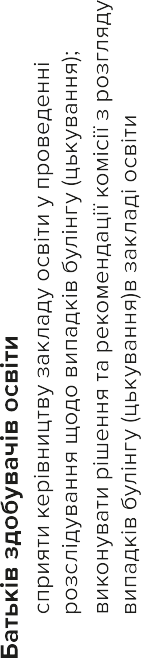 Батьків здобувачів освіти
сприяти керівництву закладу освіти у проведенні
розслідування щодо випадків булінгу (цькування);
виконувати рішення та рекомендації комісії з розгляду
випадків булінгу (цькування)в закладі освіти